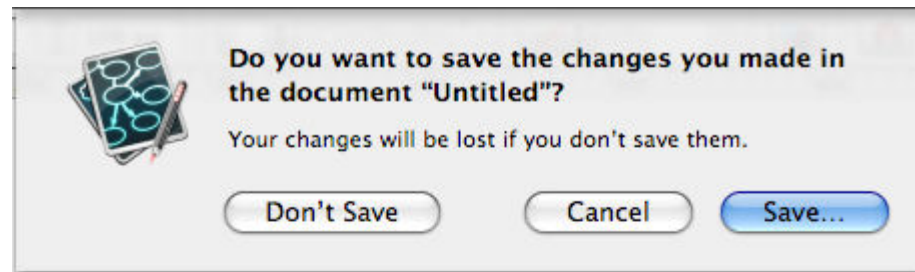 Do you want to save the changes you made in
the document “Untitled”?
Your changes will be lost if you don’t save them.
Don’t Save Cancel Save...